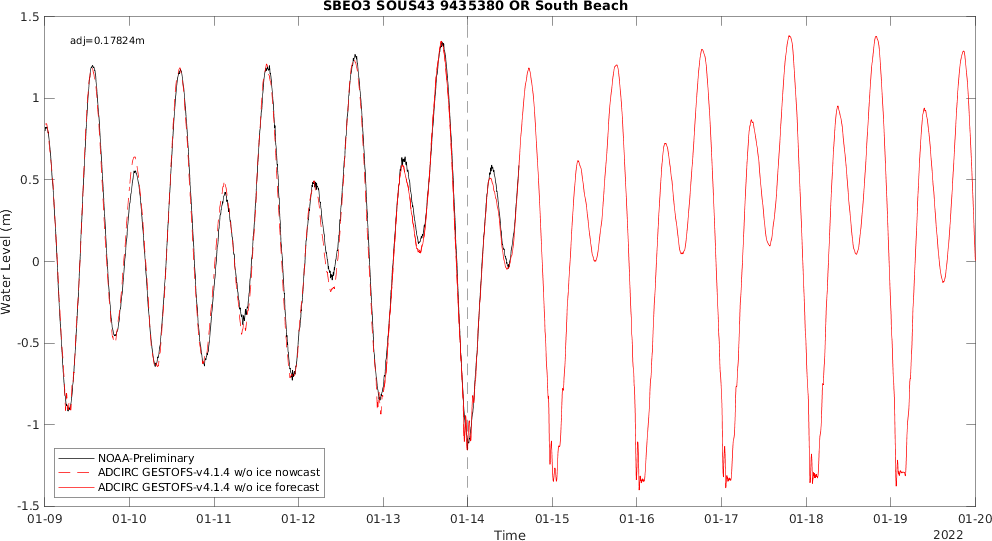 SBEO3 SOUS43 9435380 OR South Beach
adj=0.17824m
1.5
1
0.5
0
-0.5
-1
-1.5
Water Level (m)
NOAA-Preliminary
ADCIRC GESTOFS-v4.1.4 w/o ice nowcast
ADCIRC GESTOFS-v4.1.4 w/o ice forecast
01-09 01-10 01-11 01-12 01-13 01-14 01-15 01-16 01-17 01-18 01-19 01-20
Time
2022